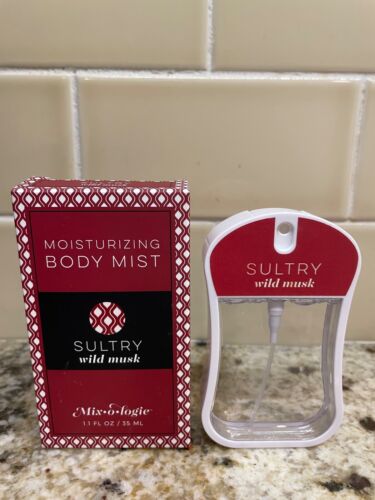 MOISTURIZING
BODY MIST
SULTRY
wild musk
Mix·o·logie
1.1 FL OZ / 35 ML
SULTRY
wild musk